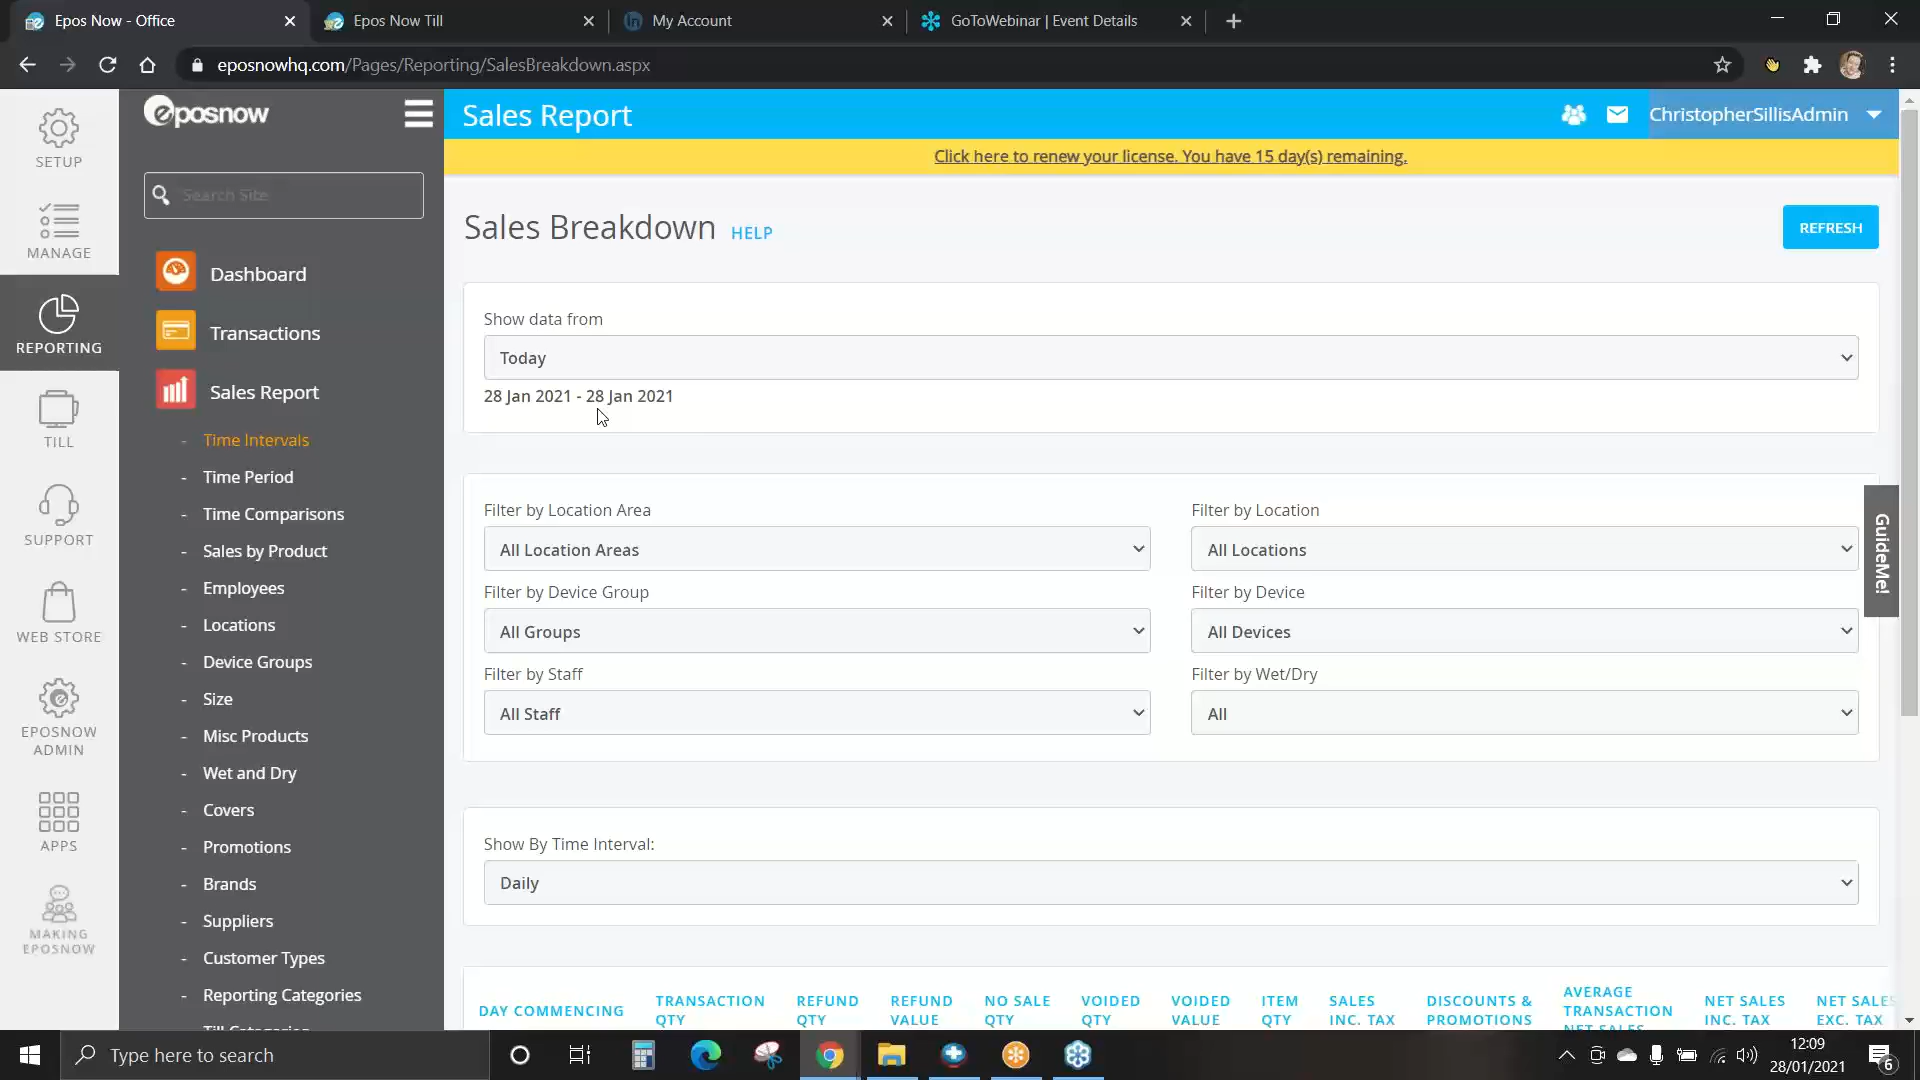 Epos Now - Office
Epos Now Till
My Account
GoToWebinar | Event Details
eposnowhq.com/Pages/Reporting/SalesBreakdown.aspx
SETUP
MANAGE
REPORTING
TILL
SUPPORT
WEB STORE
EPOSNOW
ADMIN
APPS
MAKING
EPOSNOW
eposnow
Search Site
Dashboard
Transactions
Sales Report
- Time Intervals
- Time Period
- Time Comparisons
- Sales by Product
- Employees
- Locations
- Device Groups
- Size
- Misc Products
- Wet and Dry
- Covers
- Promotions
- Brands
- Suppliers
- Customer Types
- Reporting Categories
Sales Report
ChristopherSillisAdmin
Click here to renew your license. You have 15 day(s) remaining.
Sales Breakdown HELP
REFRESH
Show data from
Today
28 Jan 2021 - 28 Jan 2021
Filter by Location Area
All Location Areas
Filter by Location
All Locations
Filter by Device Group
All Groups
Filter by Device
All Devices
Filter by Staff
All Staff
Filter by Wet/Dry
All
Show By Time Interval:
Daily
DAY COMMENCING
TRANSACTION
QTY
REFUND
QTY
REFUND
VALUE
NO SALE
QTY
VOIDED
QTY
VOIDED
VALUE
ITEM
QTY
SALES
INC. TAX
DISCOUNTS &
PROMOTIONS
AVERAGE
TRANSACTION
NET SALES
NET SALES
INC. TAX
NET SALES
EXC. TAX
GuideMe!
Type here to search
12:09
28/01/2021
6